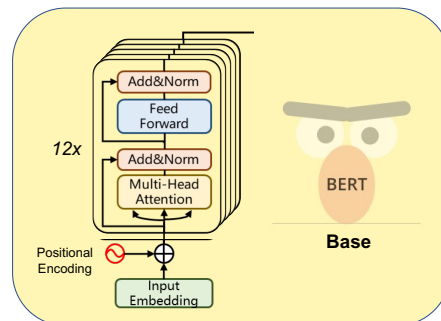 Add&Norm
Feed
Forward
12x
Add&Norm
Multi-Head
Attention
Positional
Encoding
Input
Embedding
BERT
Base